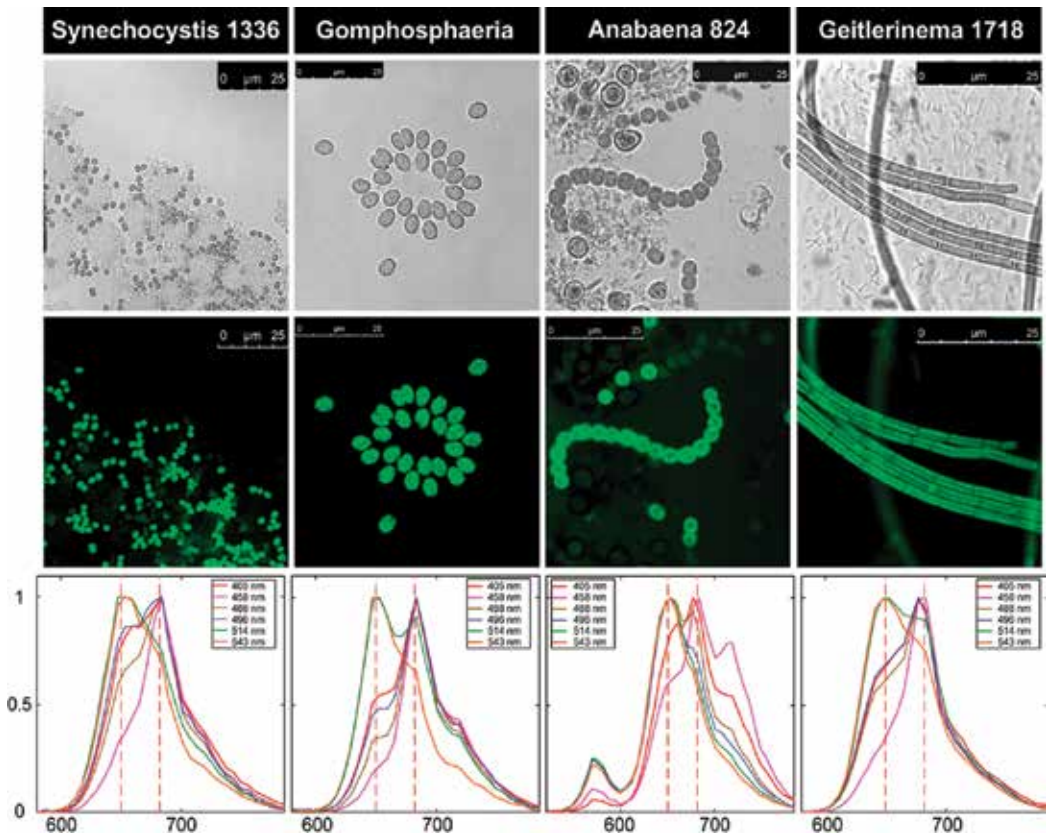 Synechocystis 1336 Gomphosphaeria Anabaena 824 Geitlerinema 1718
0 µm 25 0 µm 25 0 µm 25 0 µm 25
0 µm 25 0 µm 25 0 µm 25 0 µm 25
1
0.5
0
405 nm
458 nm
488 nm
496 nm
514 nm
543 nm
405 nm
458 nm
488 nm
496 nm
514 nm
543 nm
405 nm
458 nm
488 nm
496 nm
514 nm
543 nm
405 nm
458 nm
488 nm
496 nm
514 nm
543 nm
600 700 600 700 600 700 600 700